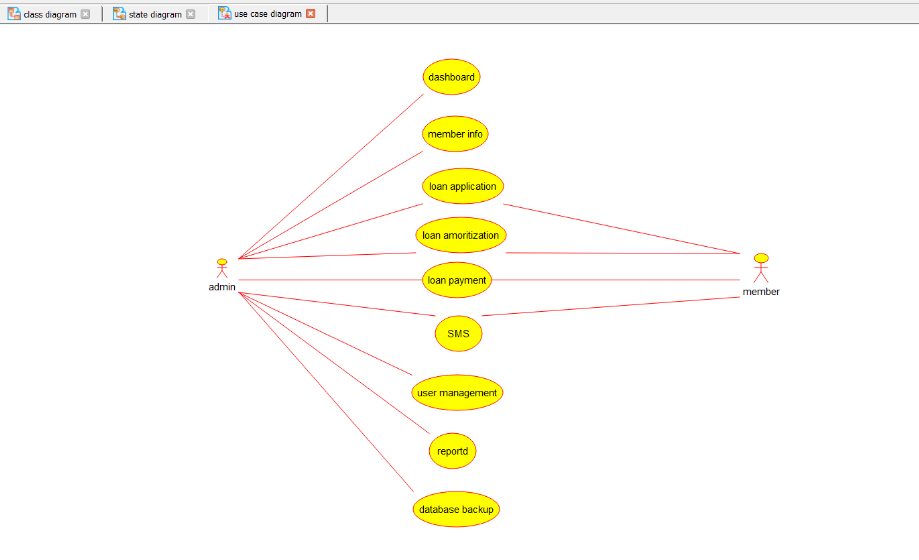 class diagram
state diagram
use case diagram
dashboard
member info
loan application
loan amoritization
loan payment
admin
member
SMS
user management
reportd
database backup